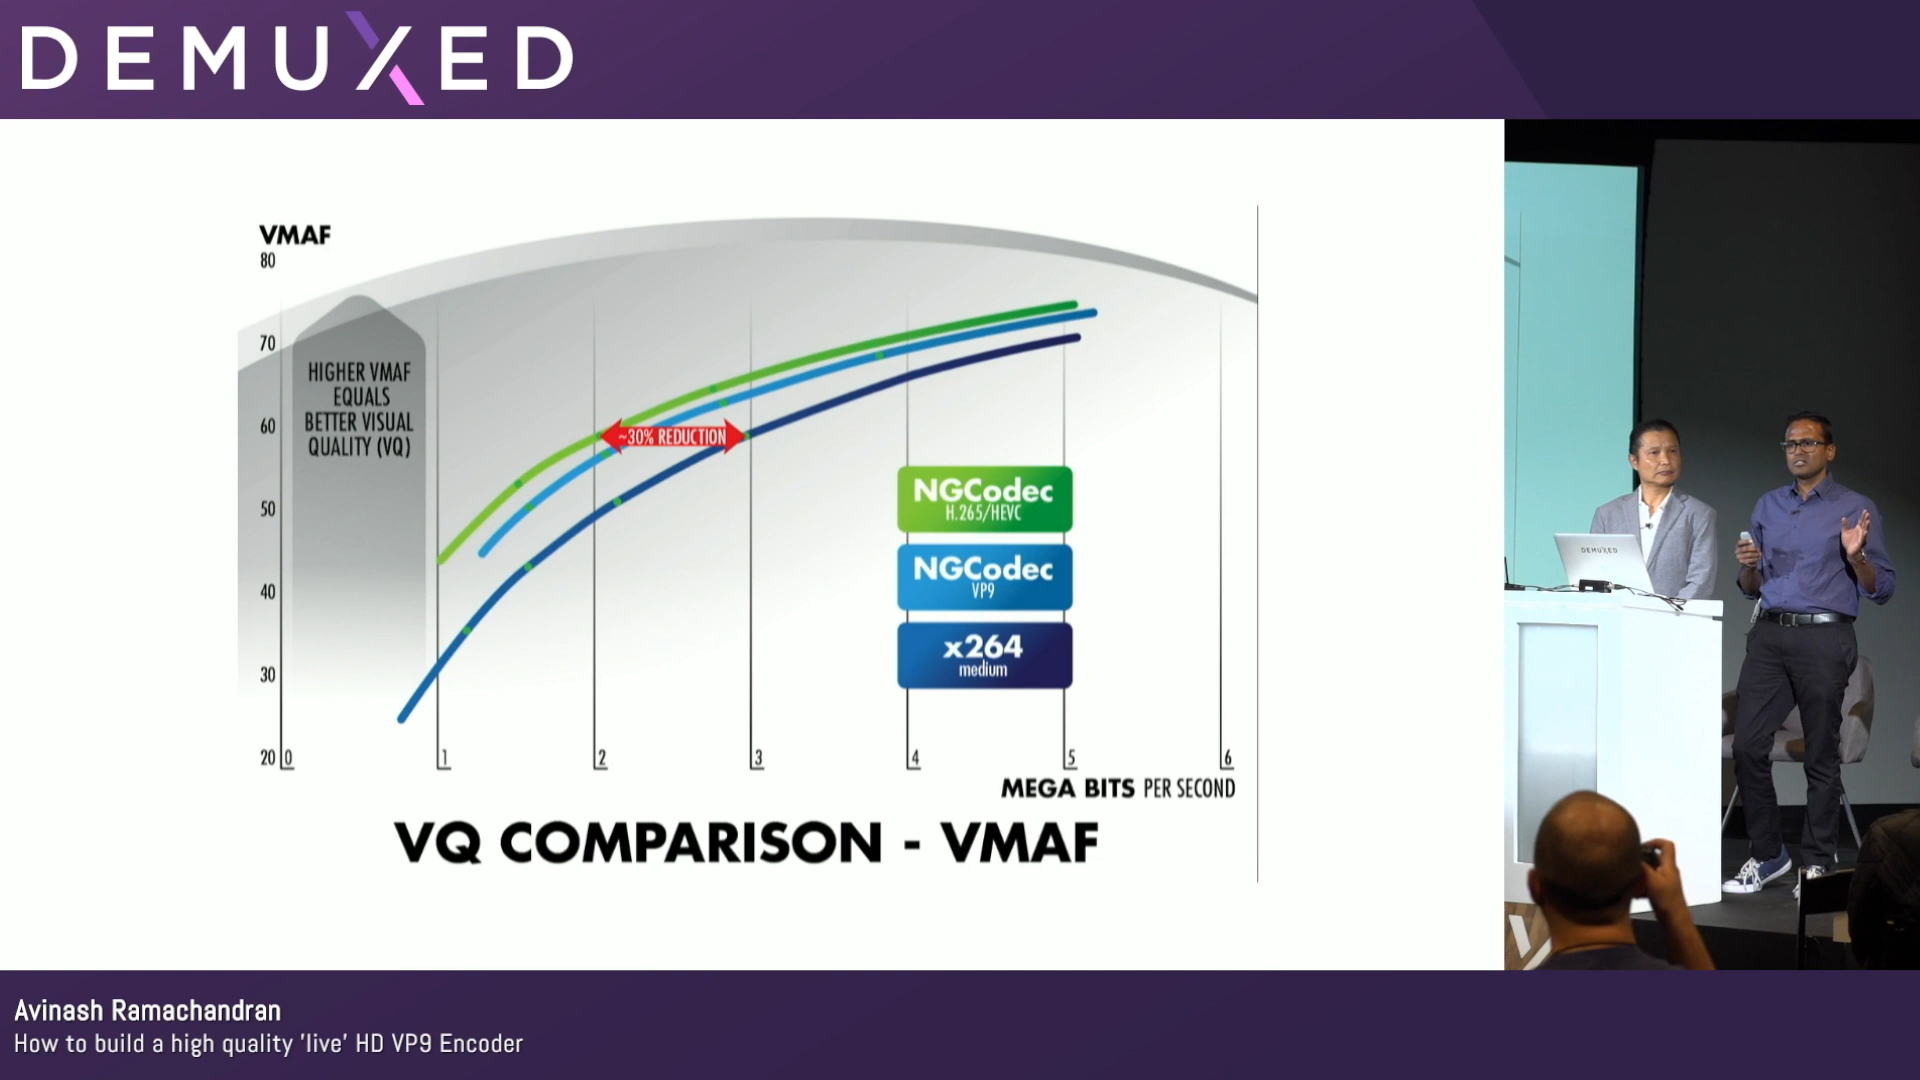 DEMUXED
VMAF
80
70
60
50
40
30
20
0
1
2
3
4
5
6
HIGHER VMAF
EQUALS
BETTER VISUAL
QUALITY (VQ)
~30% REDUCTION
NGCodec
H.265/HEVC
NGCodec
VP9
x264
medium
MEGA BITS PER SECOND
VQ COMPARISON - VMAF
DEMUXED
Avinash Ramachandran
How to build a high quality 'live' HD VP9 Encoder